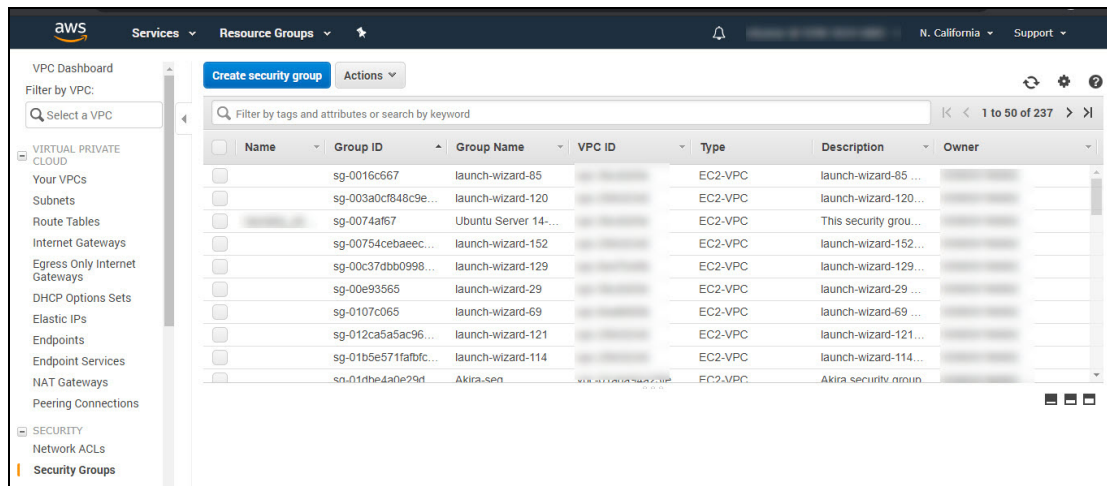 aws Services Resource Groups N. California Support
VPC Dashboard
Filter by VPC:
Select a VPC
VIRTUAL PRIVATE
CLOUD
Your VPCs
Subnets
Route Tables
Internet Gateways
Egress Only Internet
Gateways
DHCP Options Sets
Elastic IPs
Endpoints
Endpoint Services
NAT Gateways
Peering Connections
SECURITY
Network ACLs
Security Groups
Create security group Actions
Filter by tags and attributes or search by keyword 1 to 50 of 237
Name Group ID Group Name VPC ID Type Description Owner
sg-0016c667 launch-wizard-85 EC2-VPC launch-wizard-85 ...
sg-003a0cf848c9e... launch-wizard-120 EC2-VPC launch-wizard-120...
sg-0074af67 Ubuntu Server 14-... EC2-VPC This security grou...
sg-00754cebaeec... launch-wizard-152 EC2-VPC launch-wizard-152...
sg-00c37dbb0998... launch-wizard-129 EC2-VPC launch-wizard-129...
sg-00e93565 launch-wizard-29 EC2-VPC launch-wizard-29 ...
sg-0107c065 launch-wizard-69 EC2-VPC launch-wizard-69 ...
sg-012ca5a5ac96... launch-wizard-121 EC2-VPC launch-wizard-121...
sg-01b5e571fafbfc... launch-wizard-114 EC2-VPC launch-wizard-114...
sg-01dbe4a0e29d Akira-seg EC2-VPC Akira security group